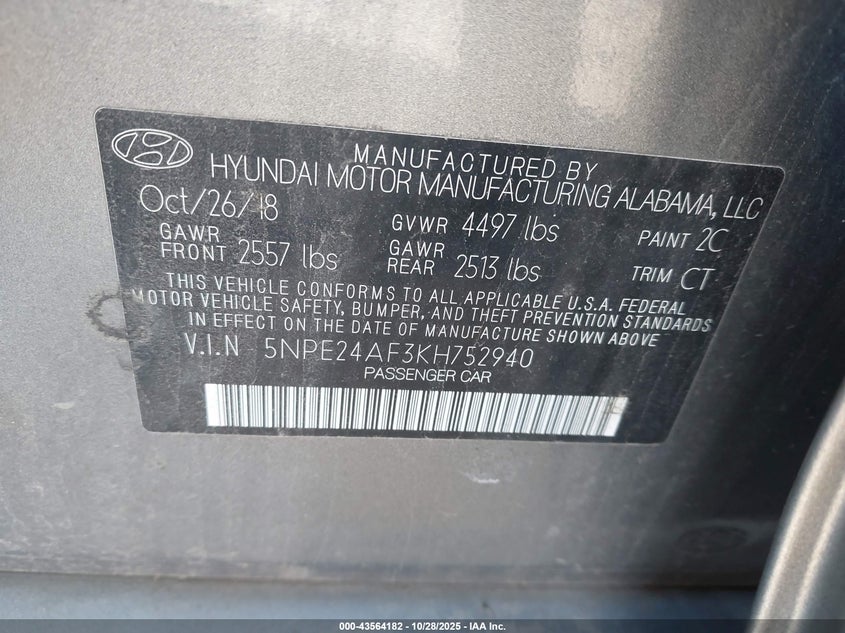 MANUFACTURED BY
HYUNDAI MOTOR MANUFACTURING ALABAMA, LLC
Oct/26/18 GVWR 4497 lbs PAINT 2C
GAWR FRONT 2557 lbs GAWR REAR 2513 lbs TRIM CT
THIS VEHICLE CONFORMS TO ALL APPLICABLE U.S.A. FEDERAL
MOTOR VEHICLE SAFETY, BUMPER, AND THEFT PREVENTION STANDARDS
IN EFFECT ON THE DATE OF MANUFACTURE SHOWN ABOVE
V.I.N 5NPE24AF3KH752940
PASSENGER CAR
000-43564182 / 10/28/2025 - IAA Inc.